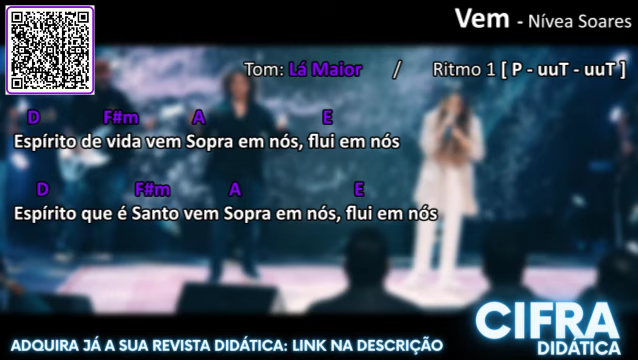 Vem - Nívea Soares
Tom: Lá Maior / Ritmo 1 [ P - uuT - uuT ]
D F#m A E
Espírito de vida vem Sopra em nós, flui em nós
D F#m A E
Espírito que é Santo vem Sopra em nós, flui em nós
CIFRA
DIDÁTICA
ADQUIRA JÁ A SUA REVISTA DIDÁTICA: LINK NA DESCRIÇÃO